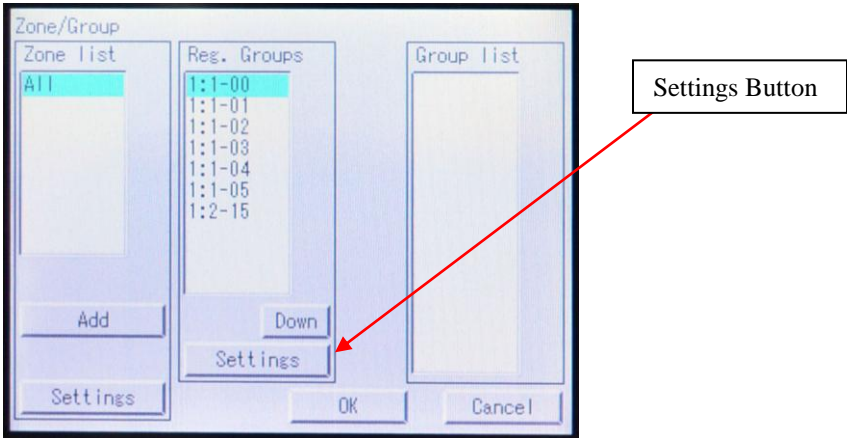 Zone/Group
Zone list
All
Add
Settings
Reg. Groups
1:1-00
1:1-01
1:1-02
1:1-03
1:1-04
1:1-05
1:2-15
Down
Settings
Group list
OK
Cancel
Settings Button